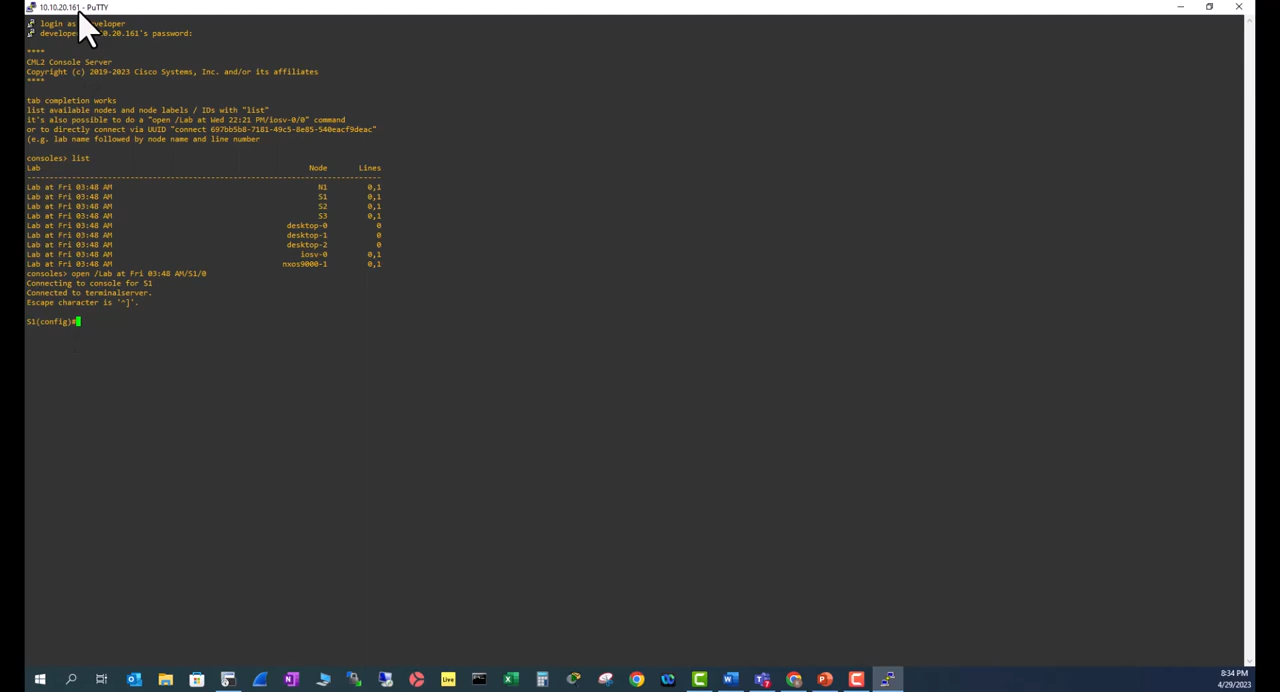 10.10.20.161 - PuTTY
login as developer
develope 0.20.161's password:
****
CML2 Console Server
Copyright (c) 2019-2023 Cisco Systems, Inc. and/or its affiliates
****
tab completion works
list available nodes and node labels / IDs with "list"
it's also possible to do a "open /Lab at Wed 22:21 PM/iosv-0/0" command
or to directly connect via UUID "connect 697bb5b8-7181-49c5-8e85-540eacf9deac"
(e.g. lab name followed by node name and line number
consoles> list
Lab Node Lines
--------------------------------------------------------------------------------
Lab at Fri 03:48 AM N1 0,1
Lab at Fri 03:48 AM S1 0,1
Lab at Fri 03:48 AM S2 0,1
Lab at Fri 03:48 AM S3 0,1
Lab at Fri 03:48 AM desktop-0 0
Lab at Fri 03:48 AM desktop-1 0
Lab at Fri 03:48 AM desktop-2 0
Lab at Fri 03:48 AM iosv-0 0,1
Lab at Fri 03:48 AM nxos9000-1 0,1
consoles> open /Lab at Fri 03:48 AM/S1/0
Connecting to console for S1
Connected to terminalserver.
Escape character is '^]'.
S1(config)#
Live
8:34 PM
4/29/2023